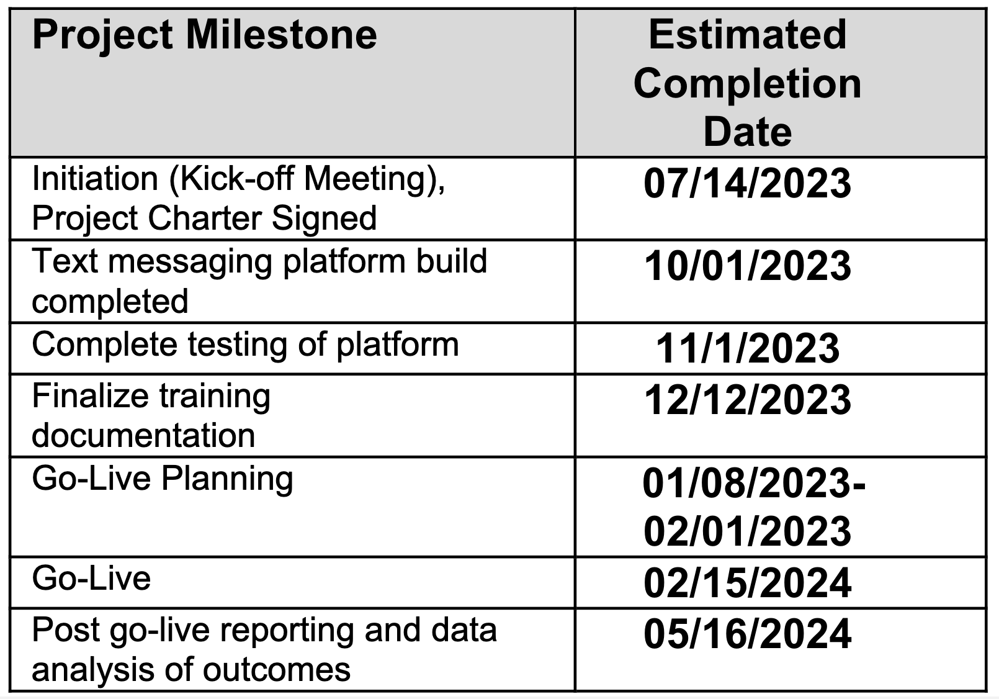 Project Milestone
Estimated
Completion
Date
Initiation (Kick-off Meeting),
Project Charter Signed
07/14/2023
Text messaging platform build
completed
10/01/2023
Complete testing of platform
11/1/2023
Finalize training
documentation
12/12/2023
Go-Live Planning
01/08/2023-
02/01/2023
Go-Live
02/15/2024
Post go-live reporting and data
analysis of outcomes
05/16/2024